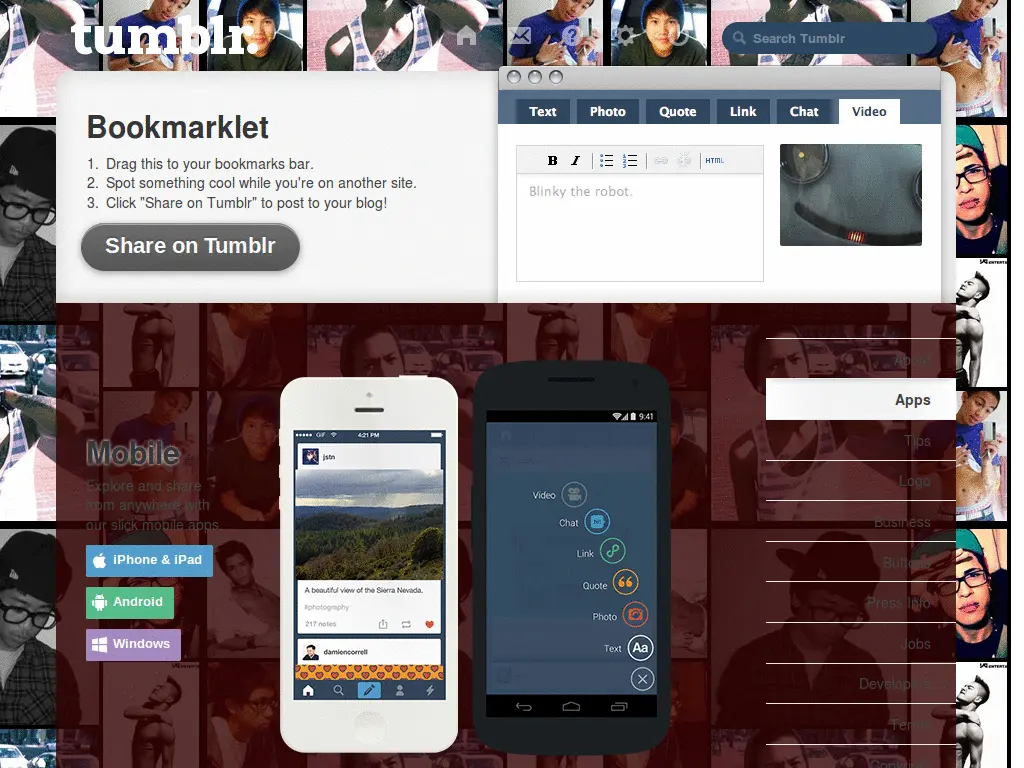 tumblr.
Search Tumblr
Bookmarklet
1. Drag this to your bookmarks bar.
2. Spot something cool while you're on another site.
3. Click "Share on Tumblr" to post to your blog!
Share on Tumblr
Text Photo Quote Link Chat Video
B I HTML
Blinky the robot.
About
Apps
Tips
Logo
Business
Buttons
Press Info
Jobs
Developers
Terms
Mobile
Explore and share
from anywhere with
our slick mobile apps.
iPhone & iPad
Android
Windows
GIF 4:21 PM
jstn
A beautiful view of the Sierra Nevada.
#photography
217 notes
damiencorrell
9:41
Video
Chat
Link
Quote
Photo
Text Aa